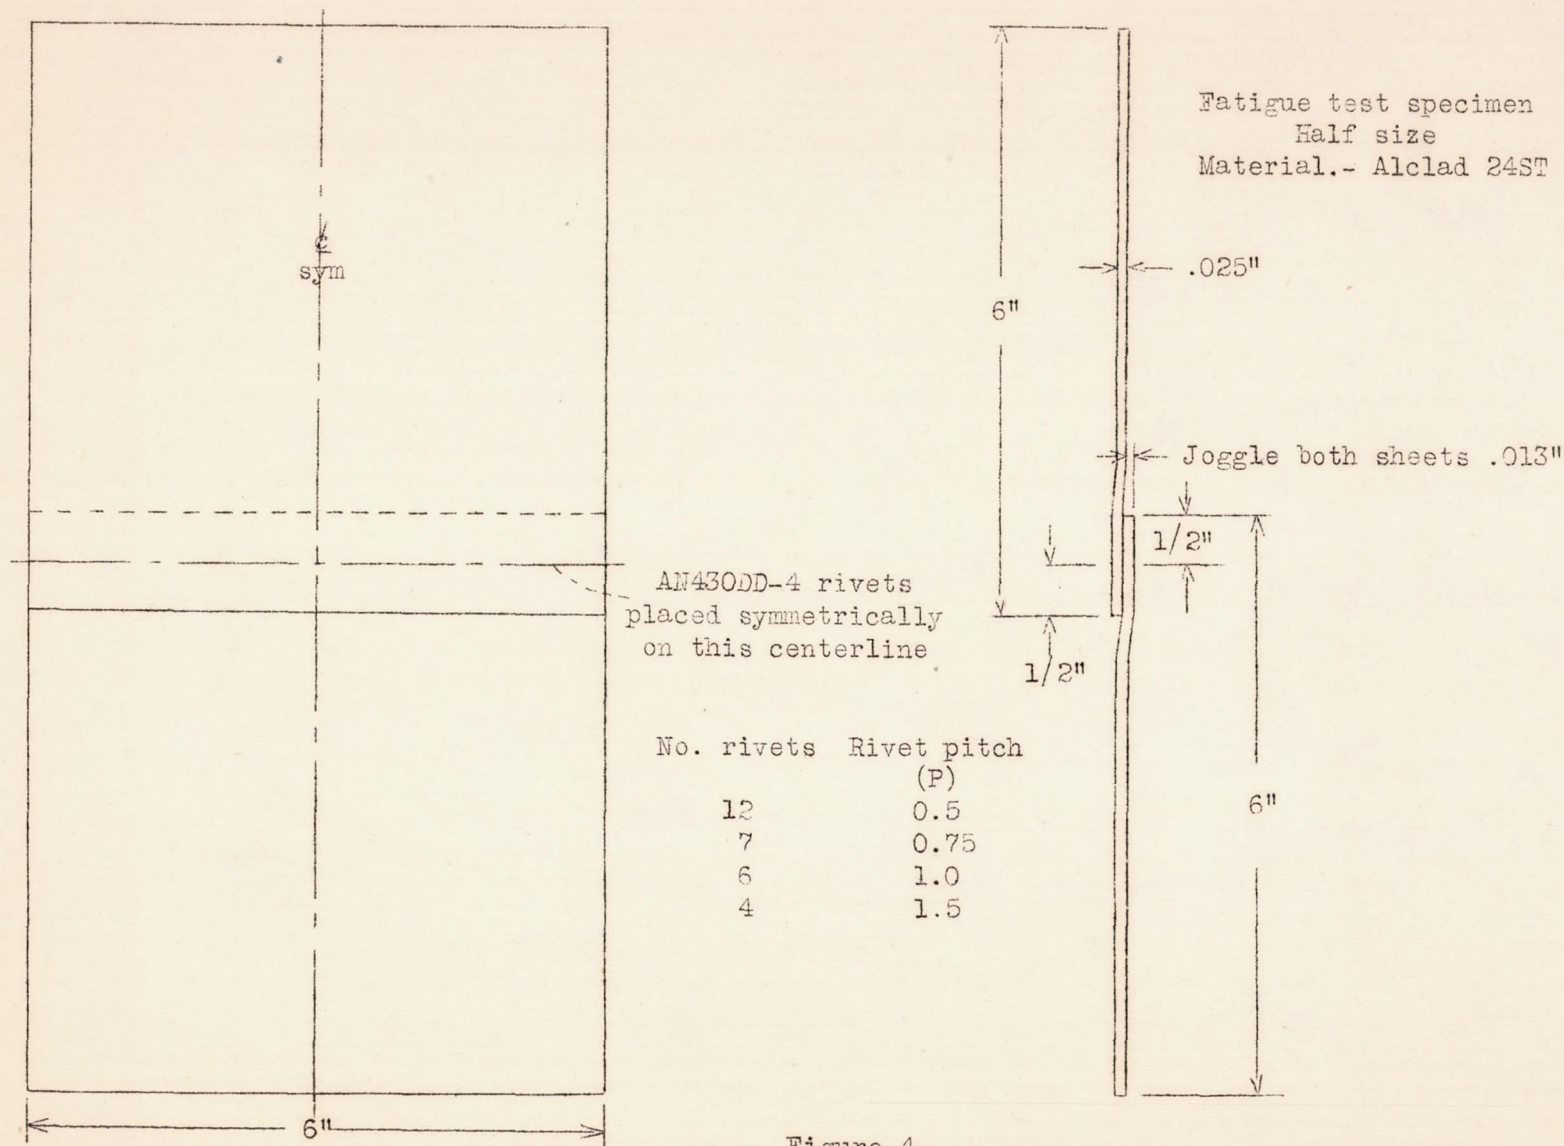 Fatigue test specimen
Half size
Material.- Alclad 24ST
℄
sym
.025"
6"
Joggle both sheets .013"
1/2"
AN430DD-4 rivets
placed symmetrically
on this centerline
1/2"
No. rivets Rivet pitch
(P)
12 0.5
7 0.75
6 1.0
4 1.5
6"
6"
Figure 4